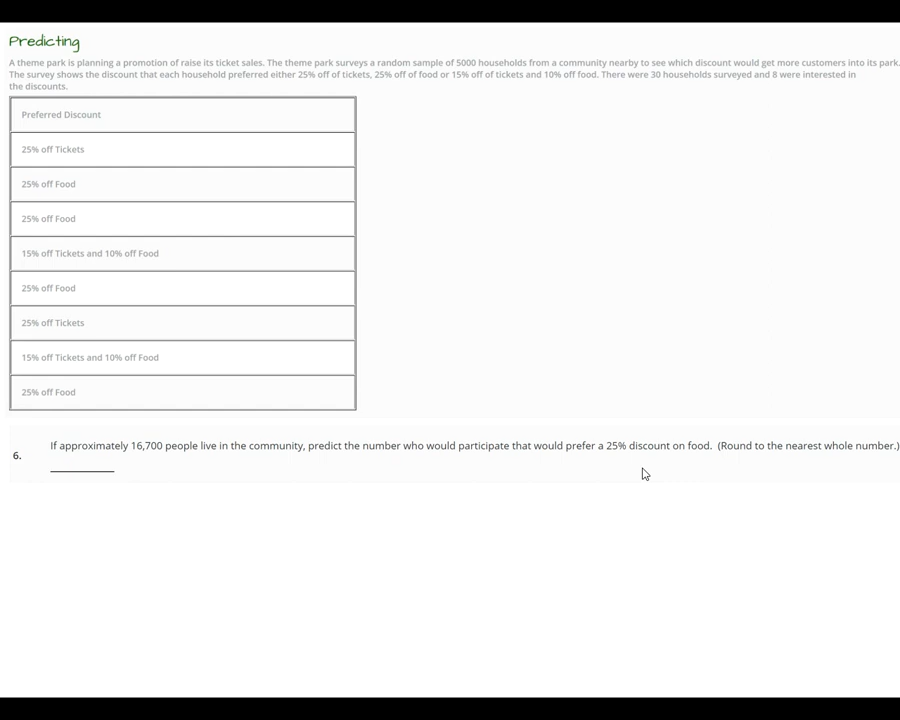 Predicting
A theme park is planning a promotion of raise its ticket sales. The theme park surveys a random sample of 5000 households from a community nearby to see which discount would get more customers into its park.
The survey shows the discount that each household preferred either 25% off of tickets, 25% off of food or 15% off of tickets and 10% off food. There were 30 households surveyed and 8 were interested in
the discounts.
Preferred Discount
25% off Tickets
25% off Food
25% off Food
15% off Tickets and 10% off Food
25% off Food
25% off Tickets
15% off Tickets and 10% off Food
25% off Food
6. If approximately 16,700 people live in the community, predict the number who would participate that would prefer a 25% discount on food. (Round to the nearest whole number.)